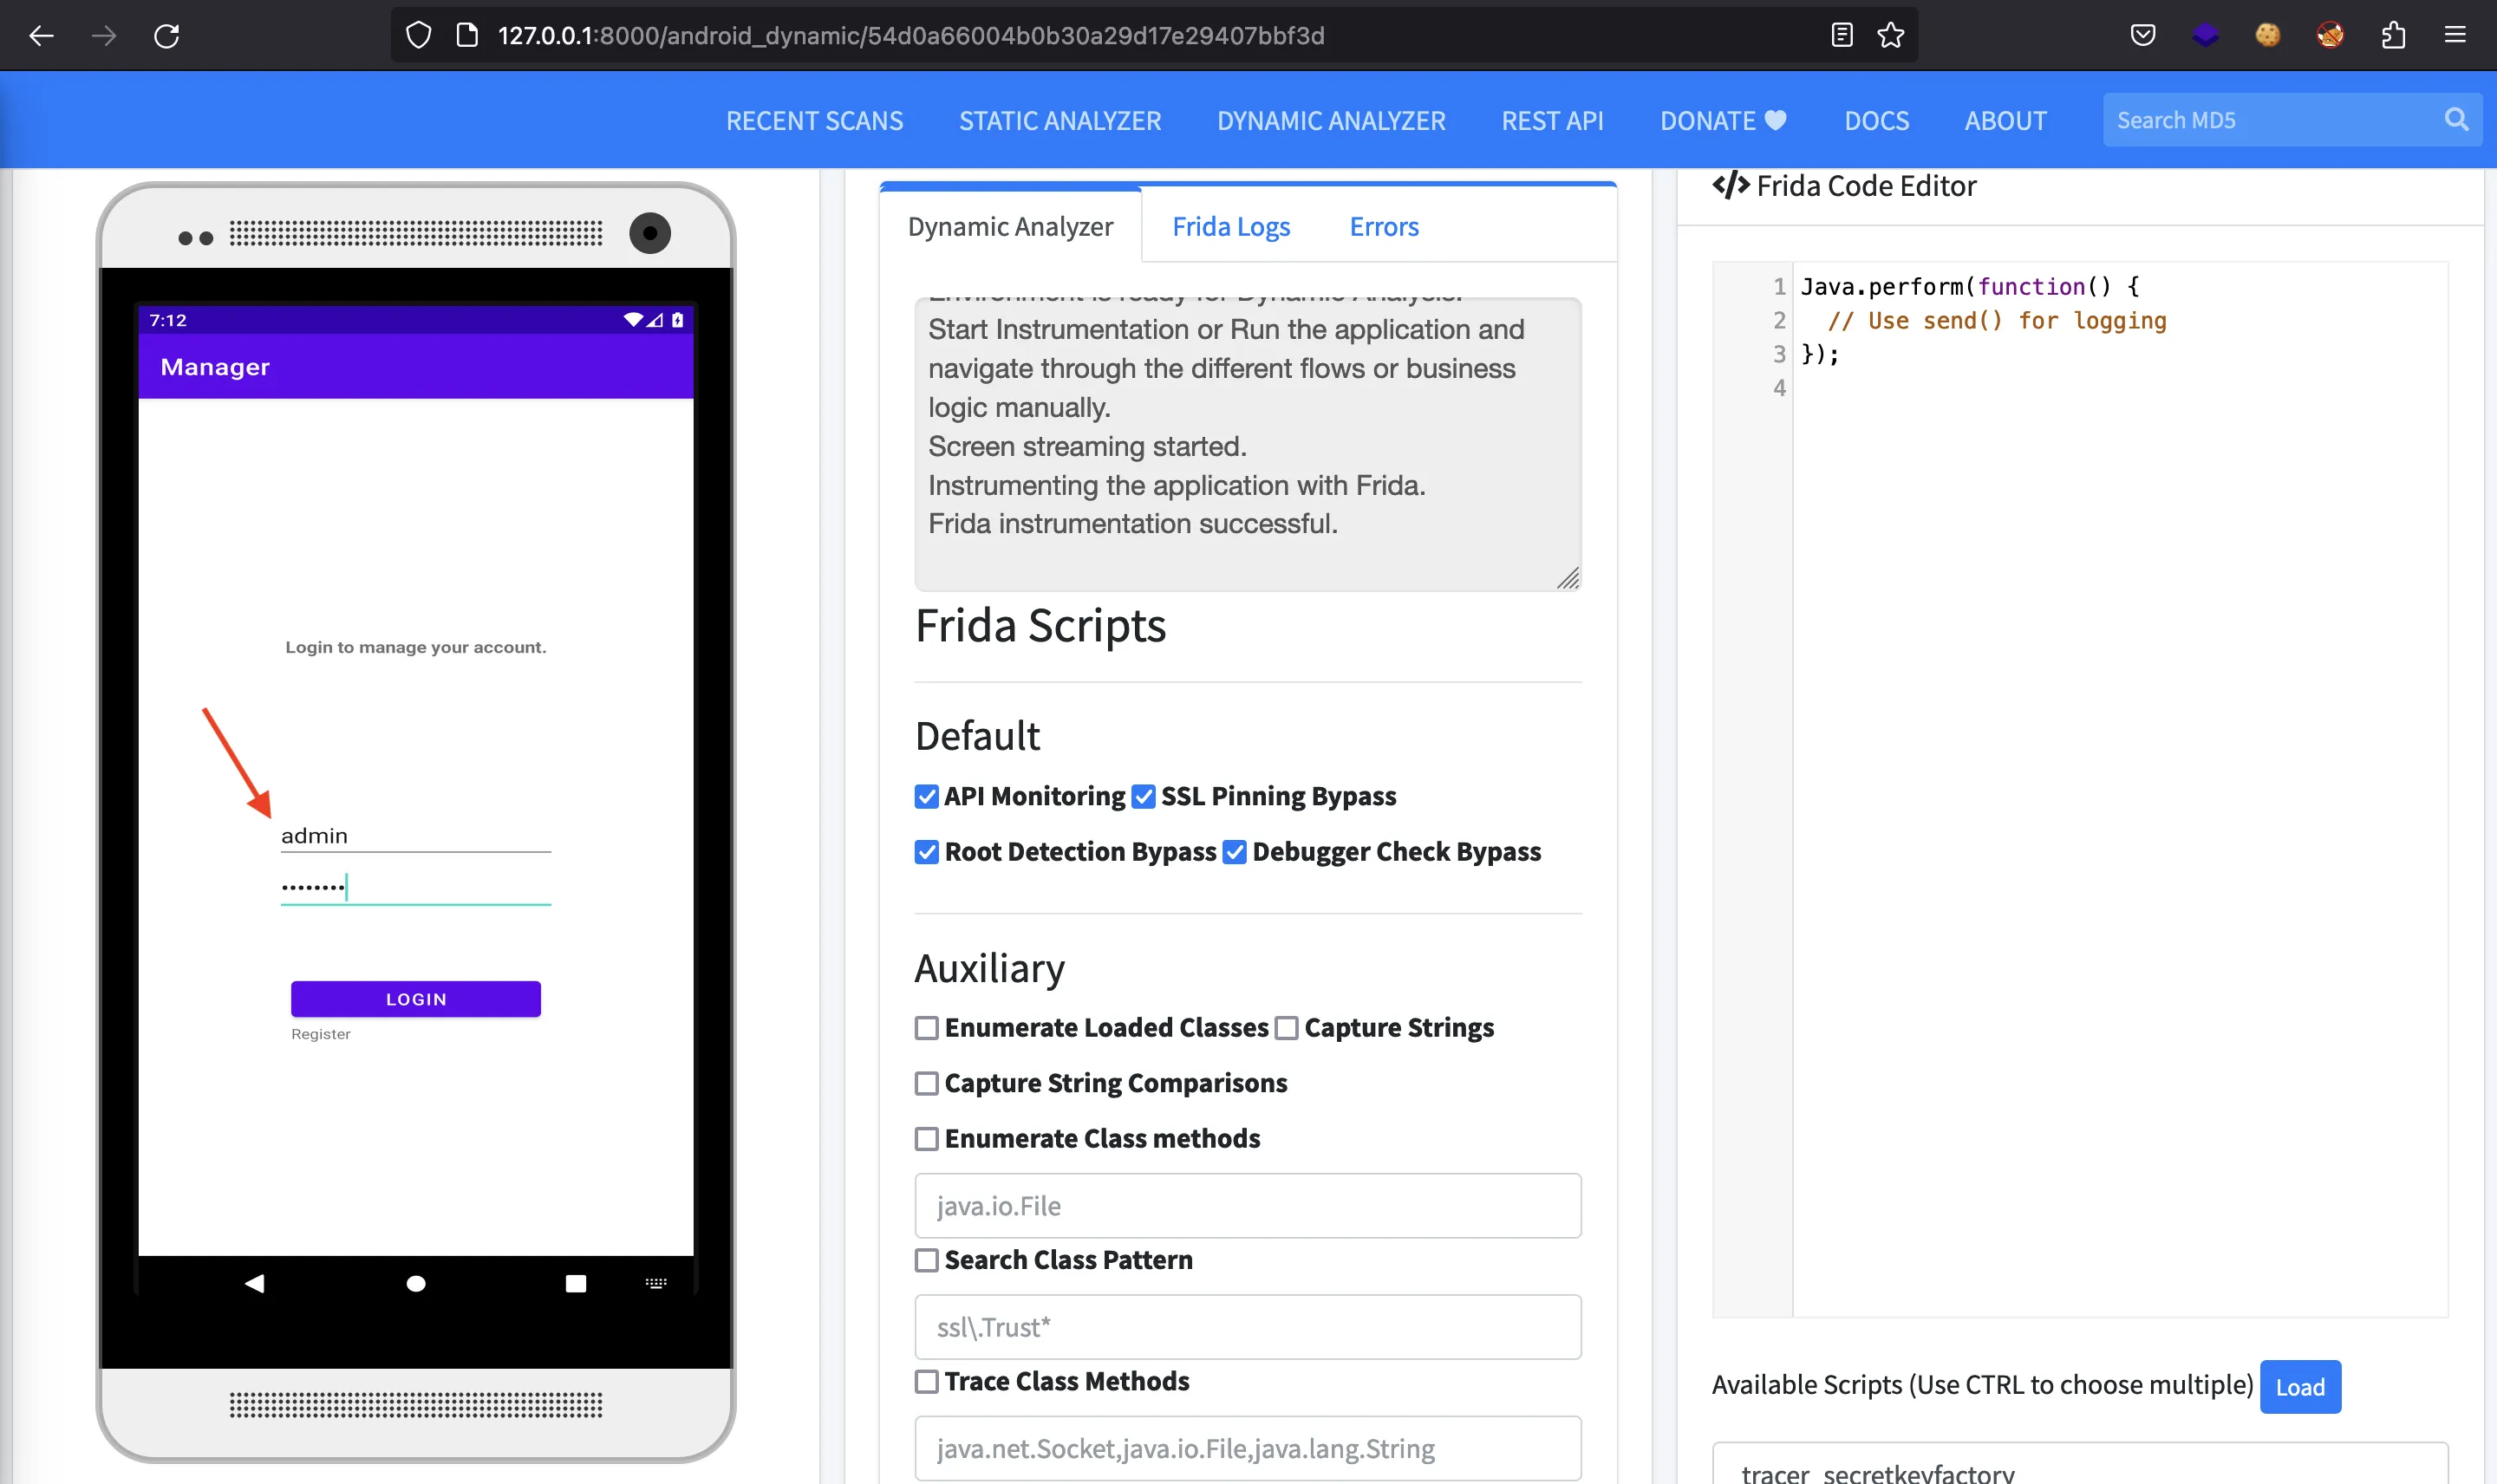 127.0.0.1:8000/android_dynamic/54d0a66004b0b30a29d17e29407bbf3d
RECENT SCANS STATIC ANALYZER DYNAMIC ANALYZER REST API DONATE DOCS ABOUT Search MD5
7:12
Manager
Login to manage your account.
admin
••••••••
LOGIN
Register
Dynamic Analyzer Frida Logs Errors
Environment is ready for Dynamic Analysis.
Start Instrumentation or Run the application and
navigate through the different flows or business
logic manually.
Screen streaming started.
Instrumenting the application with Frida.
Frida instrumentation successful.
Frida Scripts
Default
API Monitoring SSL Pinning Bypass
Root Detection Bypass Debugger Check Bypass
Auxiliary
Enumerate Loaded Classes Capture Strings
Capture String Comparisons
Enumerate Class methods
java.io.File
Search Class Pattern
ssl\.Trust*
Trace Class Methods
java.net.Socket,java.io.File,java.lang.String
</> Frida Code Editor
1 Java.perform(function() {
2 // Use send() for logging
3 });
4
Available Scripts (Use CTRL to choose multiple) Load
tracer_secretkeyfactory